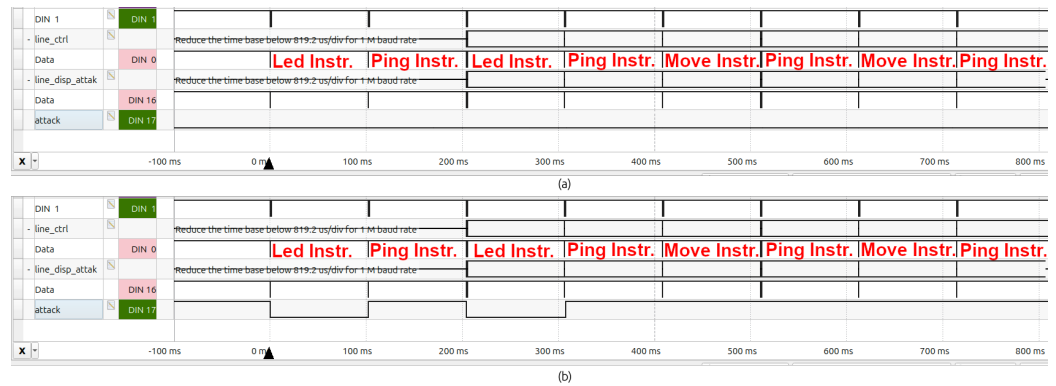 DIN 1 DIN 1
- line_ctrl Reduce the time base below 819.2 us/div for 1 M baud rate
Data DIN 0 Led Instr. Ping Instr. Led Instr. Ping Instr. Move Instr. Ping Instr. Move Instr. Ping Instr.
- line_disp_attak Reduce the time base below 819.2 us/div for 1 M baud rate
Data DIN 16
attack DIN 17
X -100 ms 0 m 100 ms 200 ms 300 ms 400 ms 500 ms 600 ms 700 ms 800 ms
(a)
DIN 1 DIN 1
- line_ctrl Reduce the time base below 819.2 us/div for 1 M baud rate
Data DIN 0 Led Instr. Ping Instr. Led Instr. Ping Instr. Move Instr. Ping Instr. Move Instr. Ping Instr.
- line_disp_attak Reduce the time base below 819.2 us/div for 1 M baud rate
Data DIN 16
attack DIN 17
X -100 ms 0 m 100 ms 200 ms 300 ms 400 ms 500 ms 600 ms 700 ms 800 ms
(b)